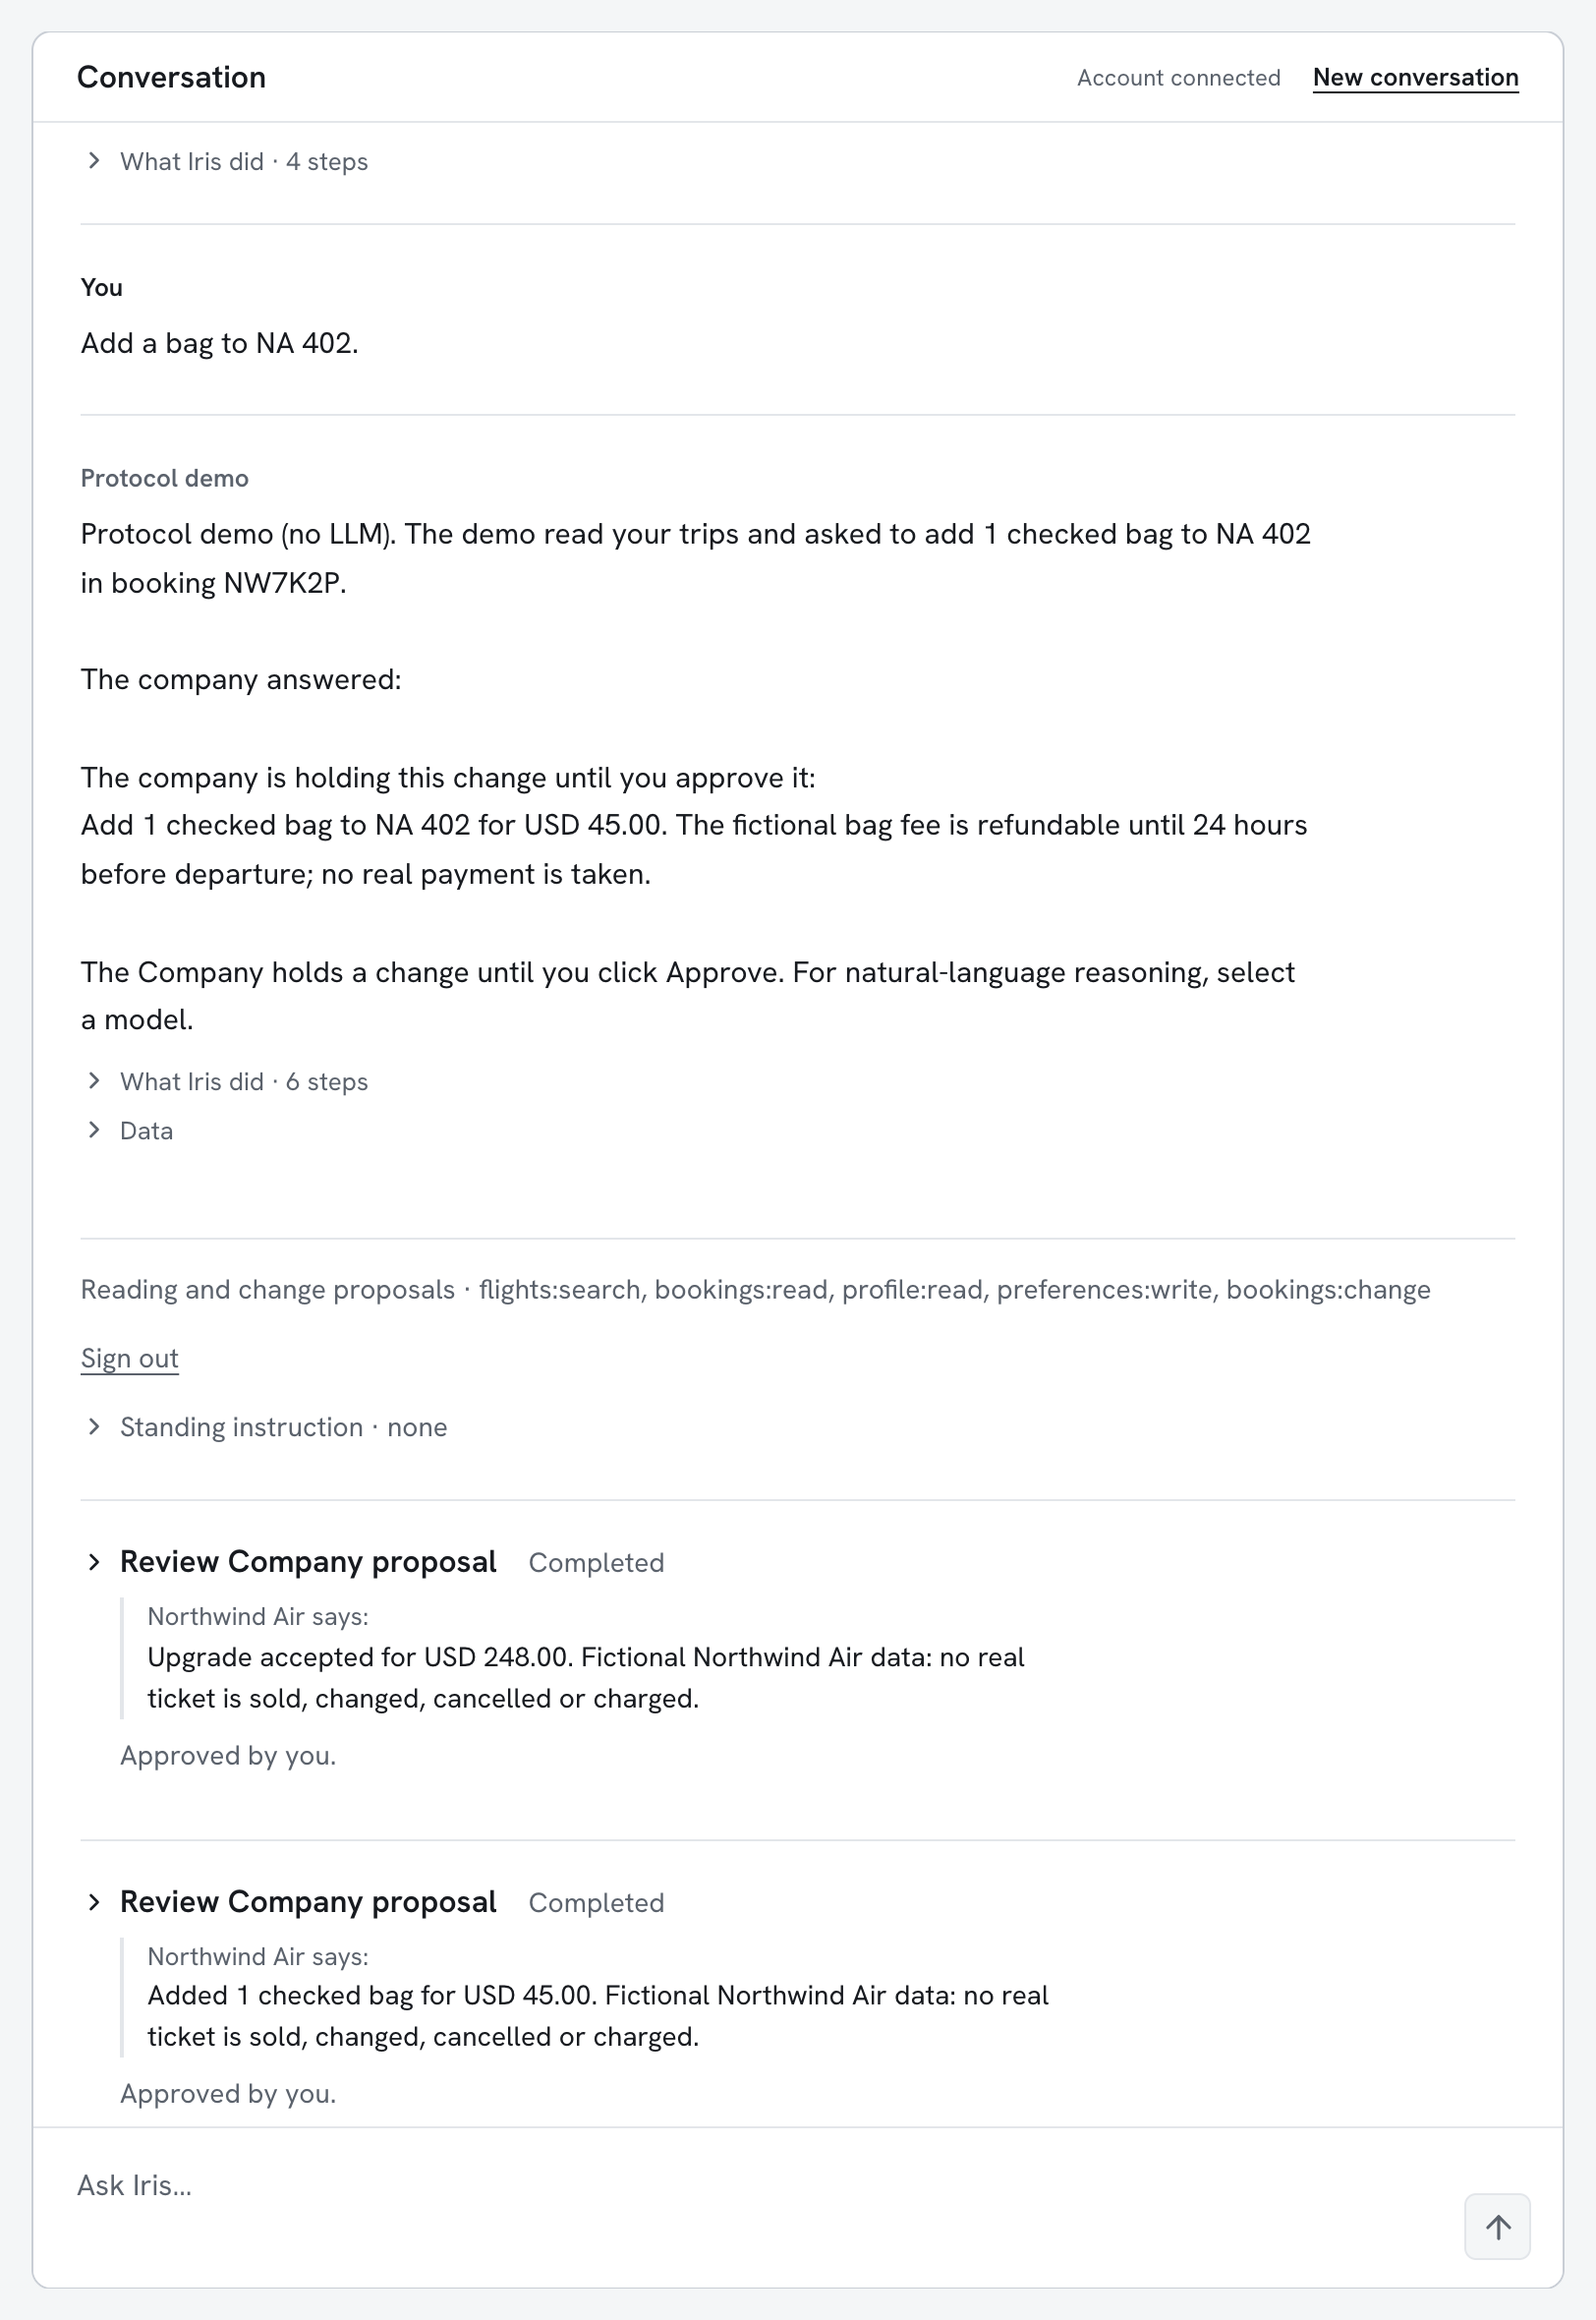 Conversation
Account connected
New conversation
What Iris did · 4 steps
You
Add a bag to NA 402.
Protocol demo
Protocol demo (no LLM). The demo read your trips and asked to add 1 checked bag to NA 402
in booking NW7K2P.
The company answered:
The company is holding this change until you approve it:
Add 1 checked bag to NA 402 for USD 45.00. The fictional bag fee is refundable until 24 hours
before departure; no real payment is taken.
The Company holds a change until you click Approve. For natural-language reasoning, select
a model.
What Iris did · 6 steps
Data
Reading and change proposals · flights:search, bookings:read, profile:read, preferences:write, bookings:change
Sign out
Standing instruction · none
Review Company proposal Completed
Northwind Air says:
Upgrade accepted for USD 248.00. Fictional Northwind Air data: no real
ticket is sold, changed, cancelled or charged.
Approved by you.
Review Company proposal Completed
Northwind Air says:
Added 1 checked bag for USD 45.00. Fictional Northwind Air data: no real
ticket is sold, changed, cancelled or charged.
Approved by you.
Ask Iris...